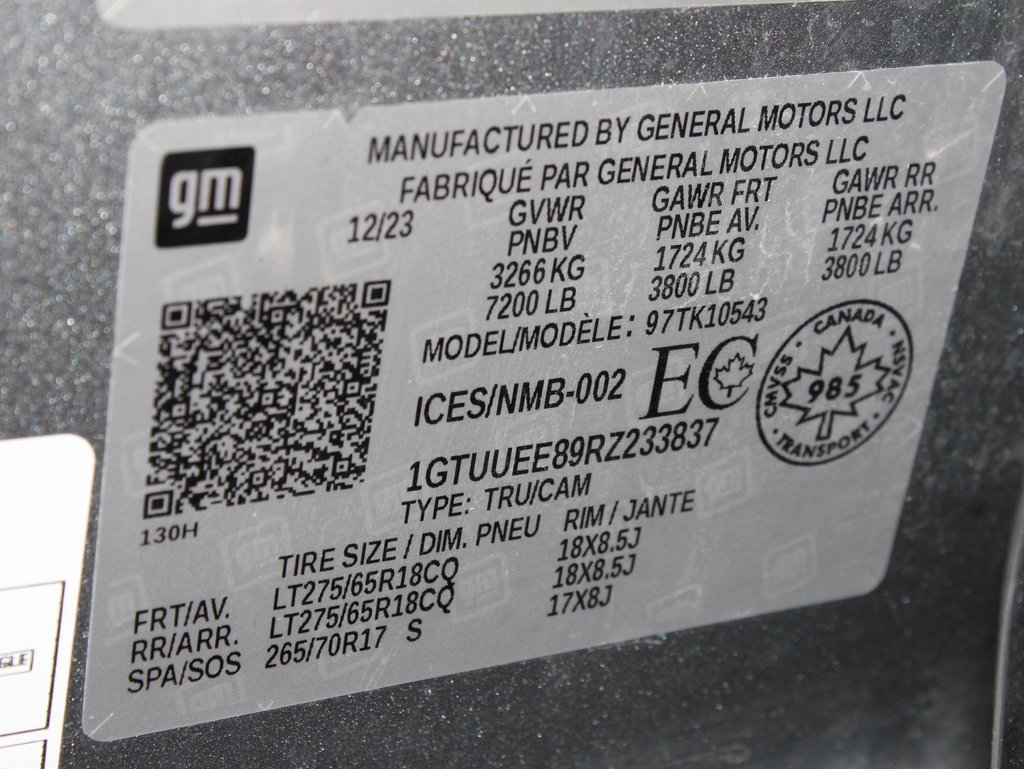 gm
MANUFACTURED BY GENERAL MOTORS LLC
FABRIQUÉ PAR GENERAL MOTORS LLC
12/23
GVWR
PNBV
3266 KG
7200 LB
GAWR FRT
PNBE AV.
1724 KG
3800 LB
GAWR RR
PNBE ARR.
1724 KG
3800 LB
MODEL/MODÈLE: 97TK10543
ICES/NMB-002
EC
CANADA
CMVSS
985
NSVAC
TRANSPORT
1GTUUEE89RZ233837
TYPE: TRU/CAM
130H
TIRE SIZE / DIM. PNEU RIM / JANTE
FRT/AV. LT275/65R18CQ 18X8.5J
RR/ARR. LT275/65R18CQ 18X8.5J
SPA/SOS 265/70R17 S 17X8J